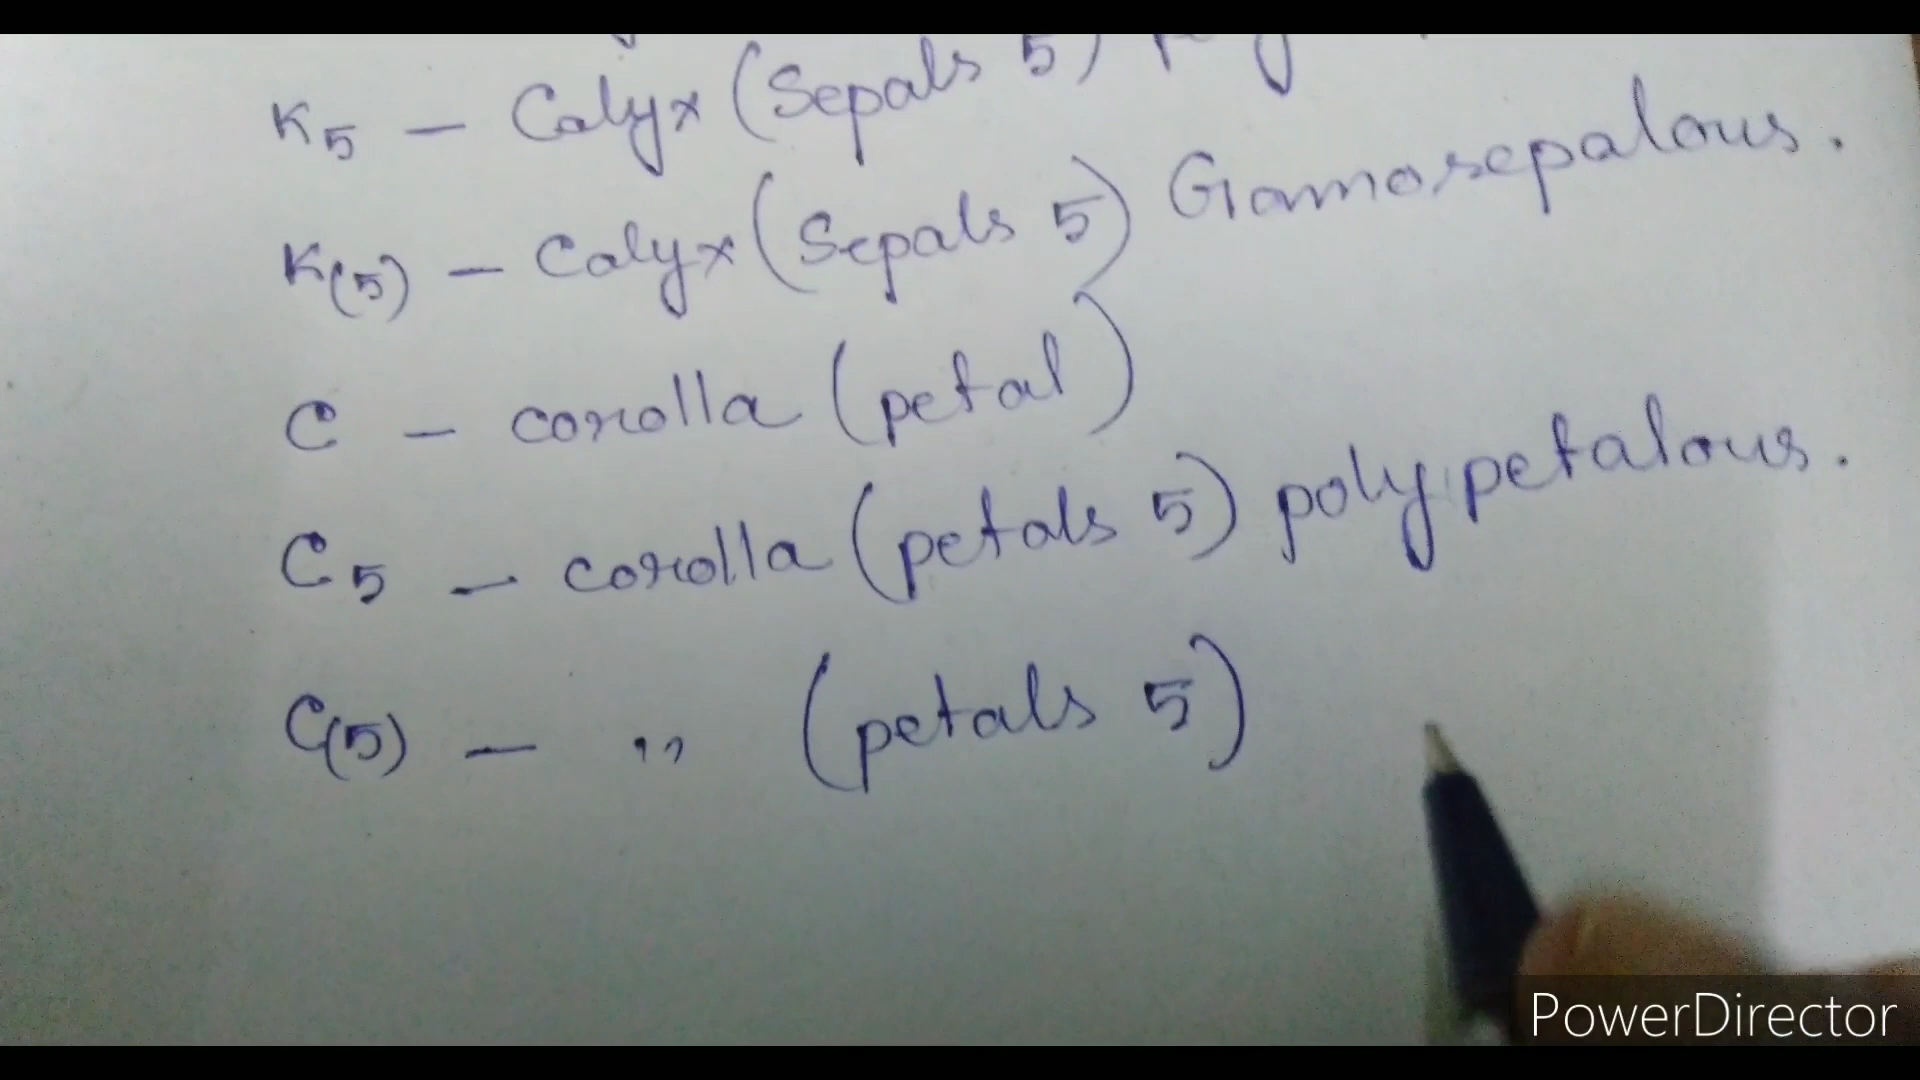 K5 — Calyx (Sepals 5)
K(5) — Calyx (Sepals 5) Gamosepalous.
C — corolla (petal)
C5 — corolla (petals 5) polypetalous.
C(5) — ,, (petals 5)
PowerDirector